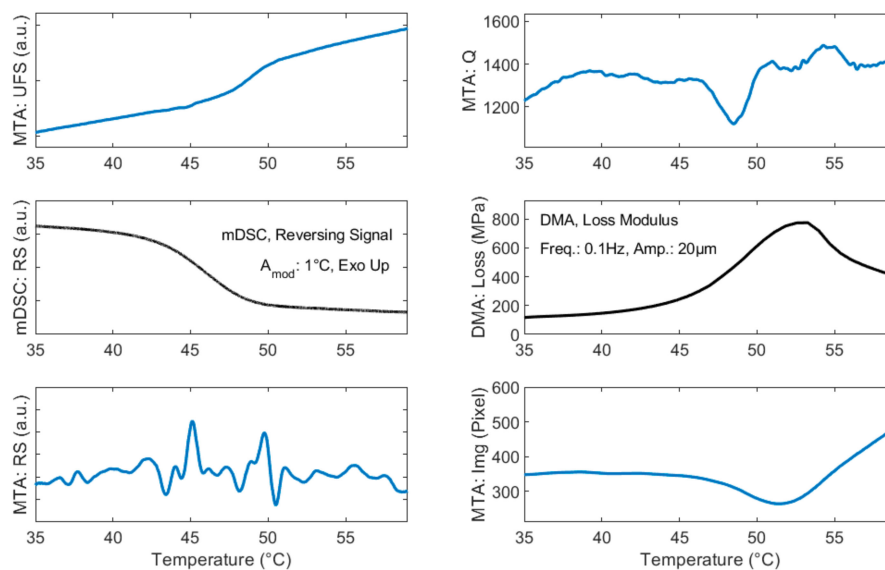 MTA: UFS (a.u.)
35 40 45 50 55
MTA: Q
1600
1400
1200
35 40 45 50 55
mDSC: RS (a.u.)
mDSC, Reversing Signal
A_mod: 1°C, Exo Up
35 40 45 50 55
DMA: Loss (MPa)
800
600
400
200
0
DMA, Loss Modulus
Freq.: 0.1Hz, Amp.: 20μm
35 40 45 50 55
MTA: RS (a.u.)
35 40 45 50 55
Temperature (°C)
MTA: Img (Pixel)
600
500
400
300
35 40 45 50 55
Temperature (°C)